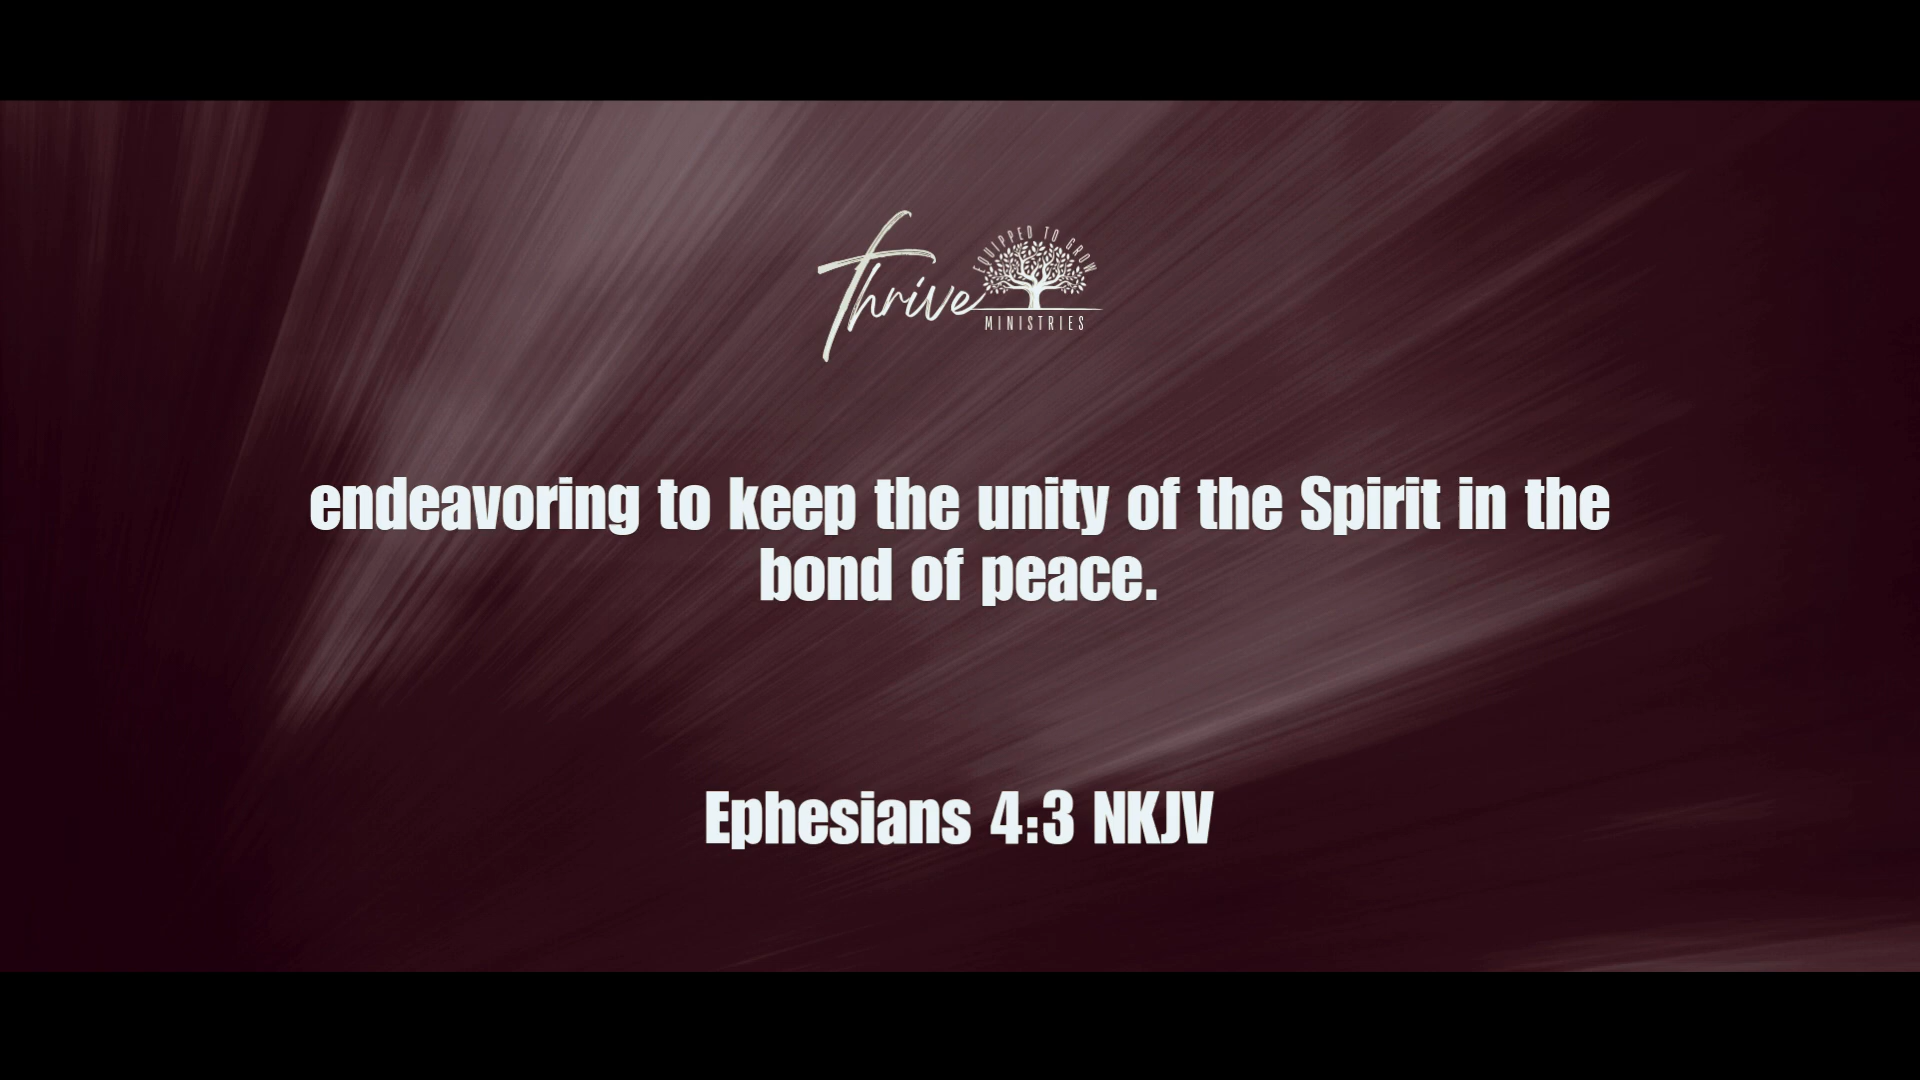 EQUIPPED TO GROW
Thrive
MINISTRIES
endeavoring to keep the unity of the Spirit in the
bond of peace.
Ephesians 4:3 NKJV